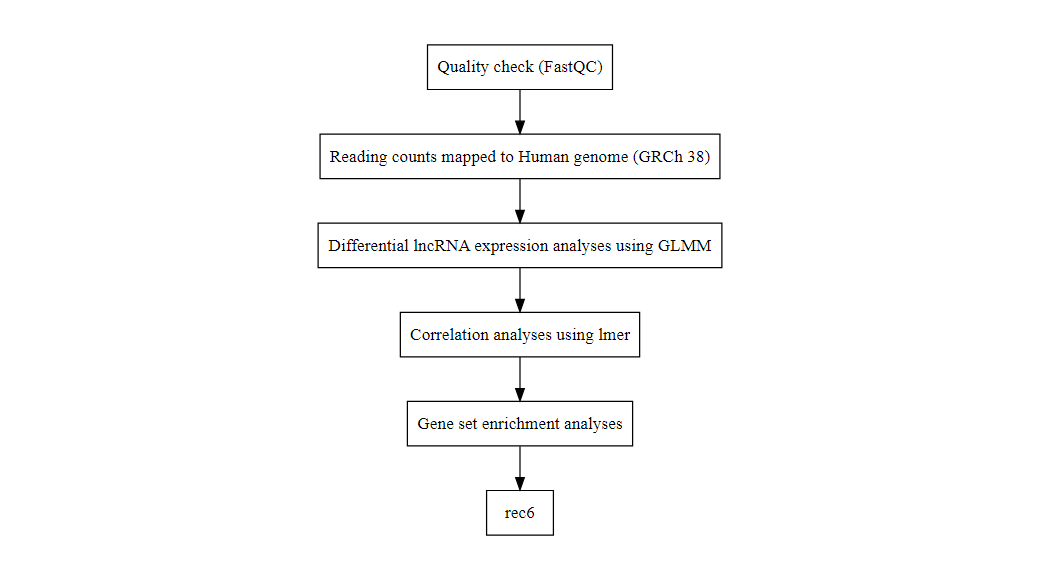 Quality check (FastQC)
Reading counts mapped to Human genome (GRCh 38)
Differential lncRNA expression analyses using GLMM
Correlation analyses using lmer
Gene set enrichment analyses
rec6